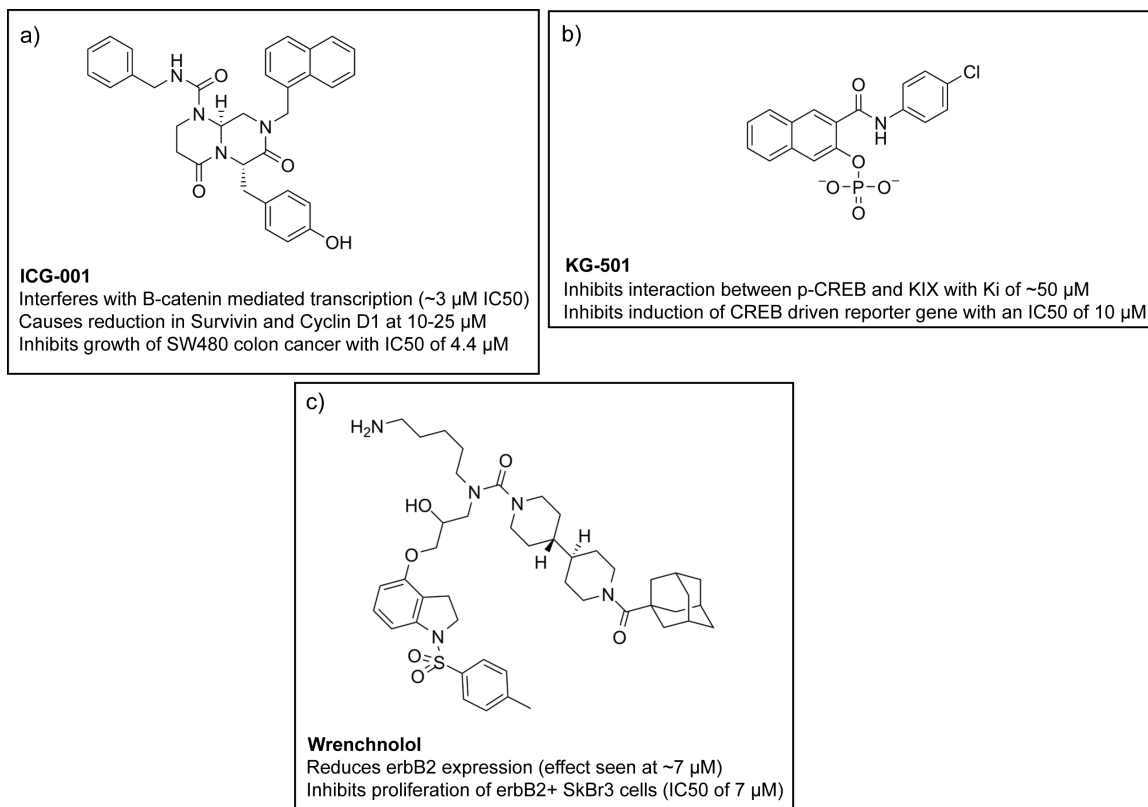 a)
H
N
O
H
N
N
N
O
O
OH
ICG-001
Interferes with B-catenin mediated transcription (~3 µM IC50)
Causes reduction in Survivin and Cyclin D1 at 10-25 µM
Inhibits growth of SW480 colon cancer with IC50 of 4.4 µM
b)
Cl
O
N
H
O
⁻O-P-O⁻
O
KG-501
Inhibits interaction between p-CREB and KIX with Ki of ~50 µM
Inhibits induction of CREB driven reporter gene with an IC50 of 10 µM
c)
H₂N
O
N
N
HO
H
H
O
N
O
N
O
S
O
Wrenchnolol
Reduces erbB2 expression (effect seen at ~7 µM)
Inhibits proliferation of erbB2+ SkBr3 cells (IC50 of 7 µM)